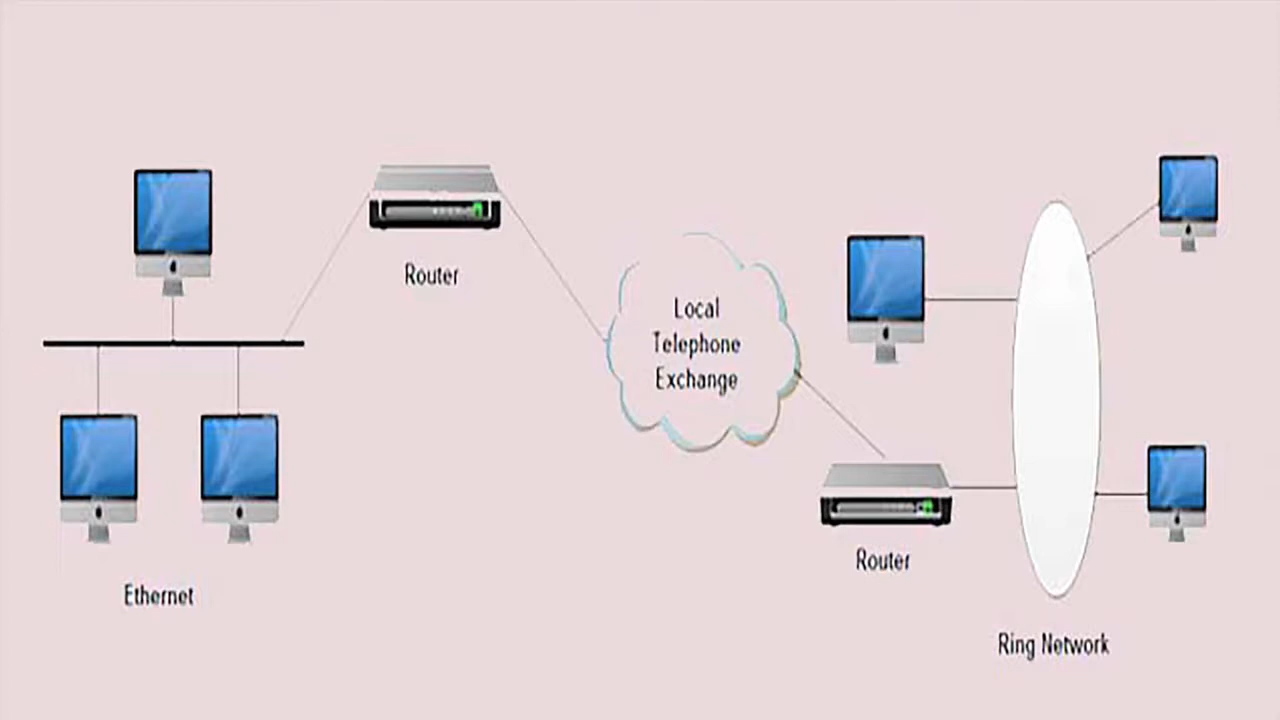 Router
Local
Telephone
Exchange
Router
Ethernet
Ring Network